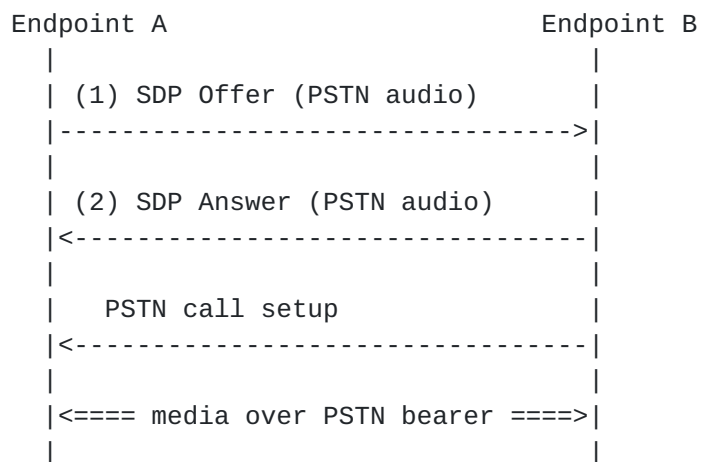 Endpoint A Endpoint B
(1) SDP Offer (PSTN audio)
(2) SDP Answer (PSTN audio)
PSTN call setup
<==== media over PSTN bearer ====>